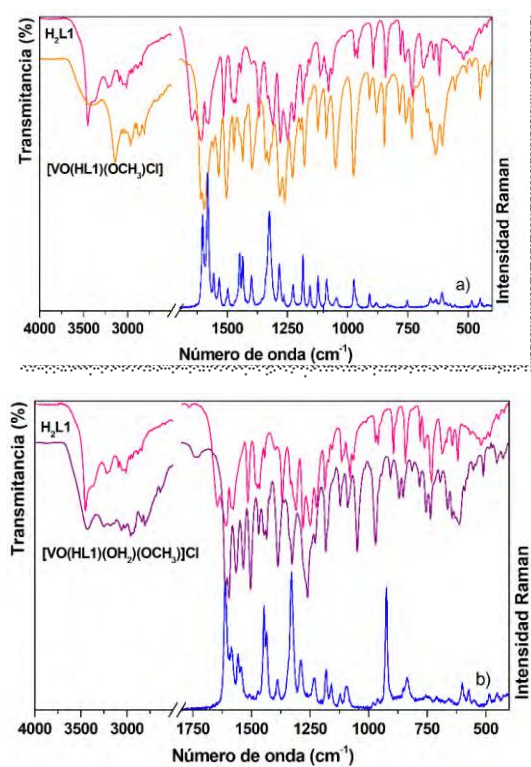 Transmitancia (%)
H₂L1
[VO(HL1)(OCH₃)Cl]
Intensidad Raman
a)
4000 3000 1500 1250 1000 750 500
Número de onda (cm⁻¹)
Transmitancia (%)
H₂L1
[VO(HL1)(OH₂)(OCH₃)]Cl
Intensidad Raman
b)
4000 3000 1750 1500 1250 1000 750 500
Número de onda (cm⁻¹)